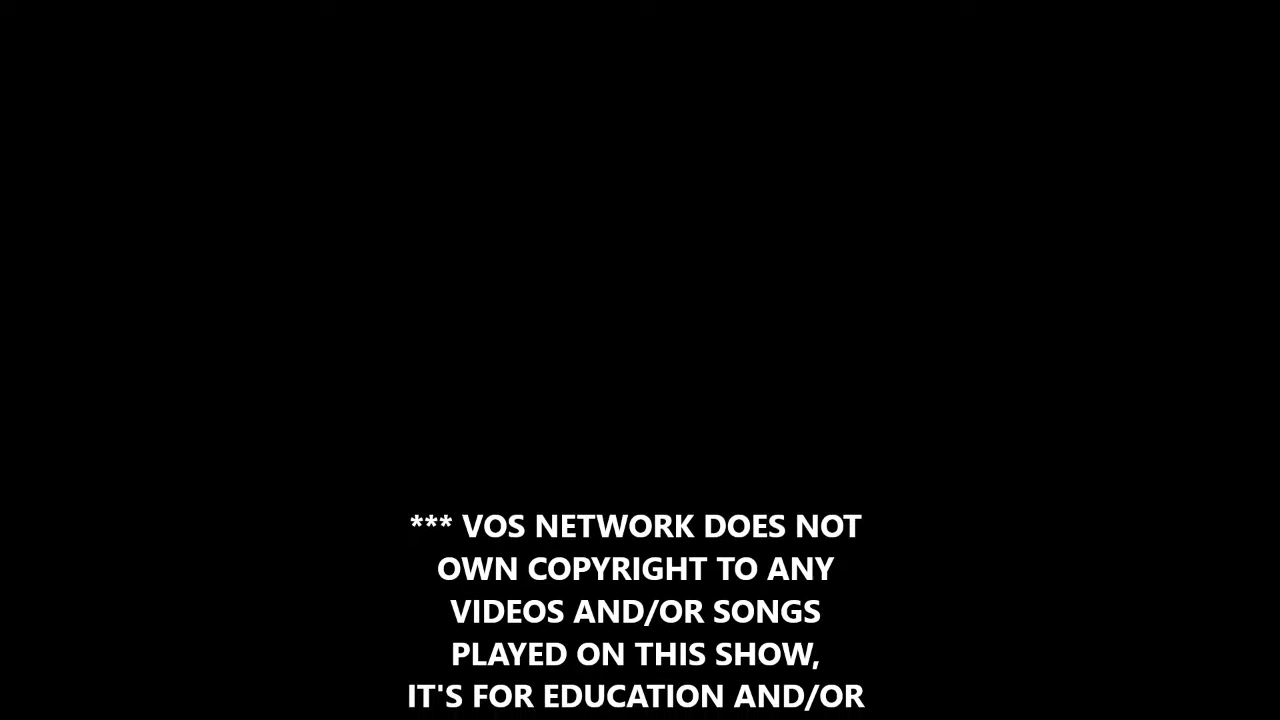 *** VOS NETWORK DOES NOT
OWN COPYRIGHT TO ANY
VIDEOS AND/OR SONGS
PLAYED ON THIS SHOW,
IT'S FOR EDUCATION AND/OR